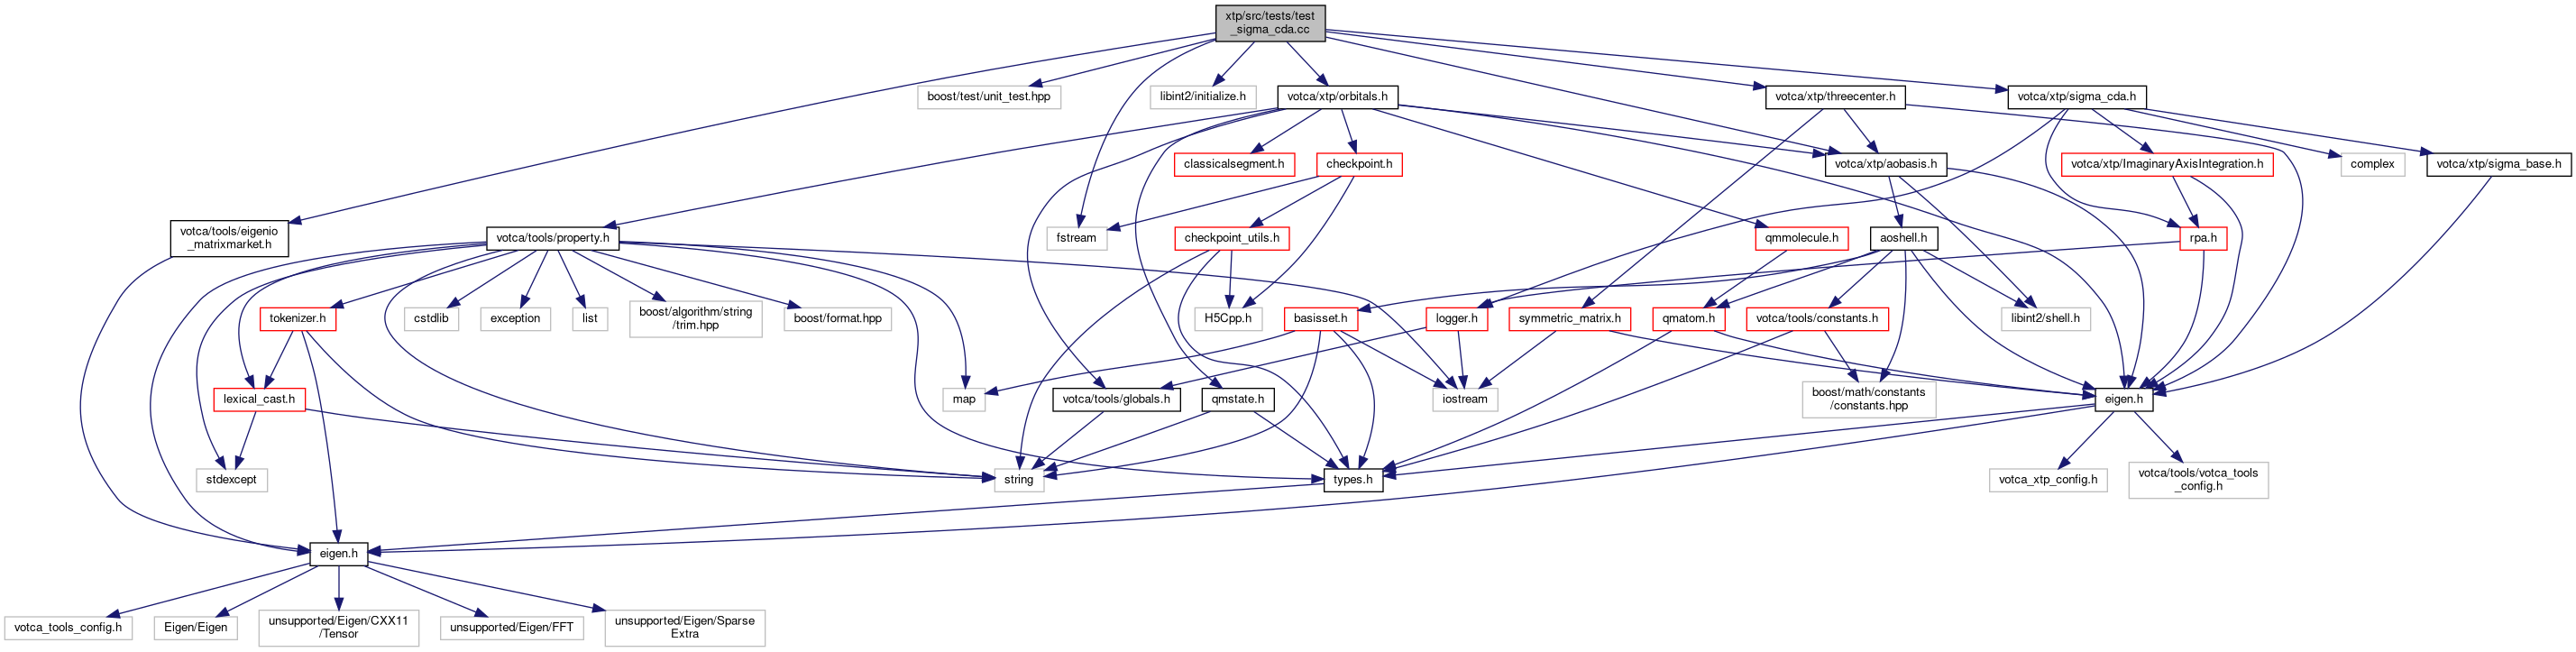 xtp/src/tests/test
_sigma_cda.cc
boost/test/unit_test.hpp
libint2/initialize.h
votca/xtp/orbitals.h
votca/xtp/threecenter.h
votca/xtp/sigma_cda.h
classicalsegment.h
checkpoint.h
votca/xtp/aobasis.h
votca/xtp/ImaginaryAxisIntegration.h
complex
votca/xtp/sigma_base.h
votca/tools/eigenio
_matrixmarket.h
votca/tools/property.h
fstream
checkpoint_utils.h
qmmolecule.h
aoshell.h
rpa.h
tokenizer.h
cstdlib
exception
list
boost/algorithm/string
/trim.hpp
boost/format.hpp
H5Cpp.h
basisset.h
logger.h
symmetric_matrix.h
qmatom.h
votca/tools/constants.h
libint2/shell.h
lexical_cast.h
map
votca/tools/globals.h
qmstate.h
iostream
boost/math/constants
/constants.hpp
eigen.h
stdexcept
string
types.h
votca_xtp_config.h
votca/tools/votca_tools
_config.h
eigen.h
votca_tools_config.h
Eigen/Eigen
unsupported/Eigen/CXX11
/Tensor
unsupported/Eigen/FFT
unsupported/Eigen/Sparse
Extra